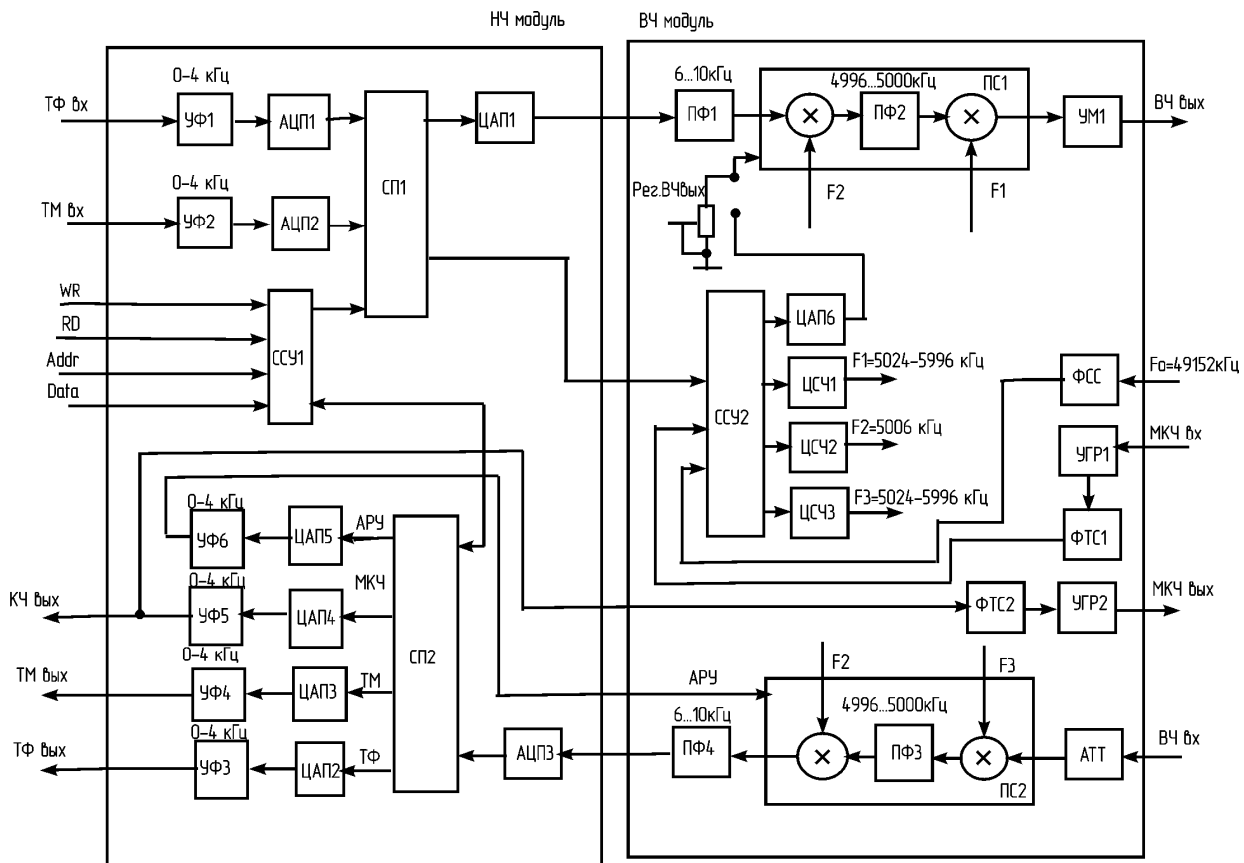 НЧ модуль
ВЧ модуль
0-4 кГц
ТФ вх
УФ1
АЦП1
СП1
ЦАП1
6...10кГц
ПФ1
4996...5000кГц
ПС1
×
ПФ2
×
УМ1
ВЧ вых
F2
F1
0-4 кГц
ТМ вх
УФ2
АЦП2
Рег.ВЧвых
WR
RD
Addr
Data
ССУ1
ССУ2
ЦАП6
F1=5024-5996 кГц
ЦСЧ1
F2=5006 кГц
ЦСЧ2
F3=5024-5996 кГц
ЦСЧ3
ФСС
Fо=49152кГц
МКЧ вх
УГР1
ФТС1
0-4 кГц
УФ6
ЦАП5
АРУ
МКЧ
0-4 кГц
КЧ вых
УФ5
ЦАП4
СП2
ФТС2
УГР2
МКЧ вых
0-4 кГц
ТМ вых
УФ4
ЦАП3
ТМ
АРУ
F2
F3
0-4 кГц
ТФ вых
УФ3
ЦАП2
ТФ
АЦП3
6...10кГц
ПФ4
4996...5000кГц
×
ПФ3
×
ПС2
АТТ
ВЧ вх